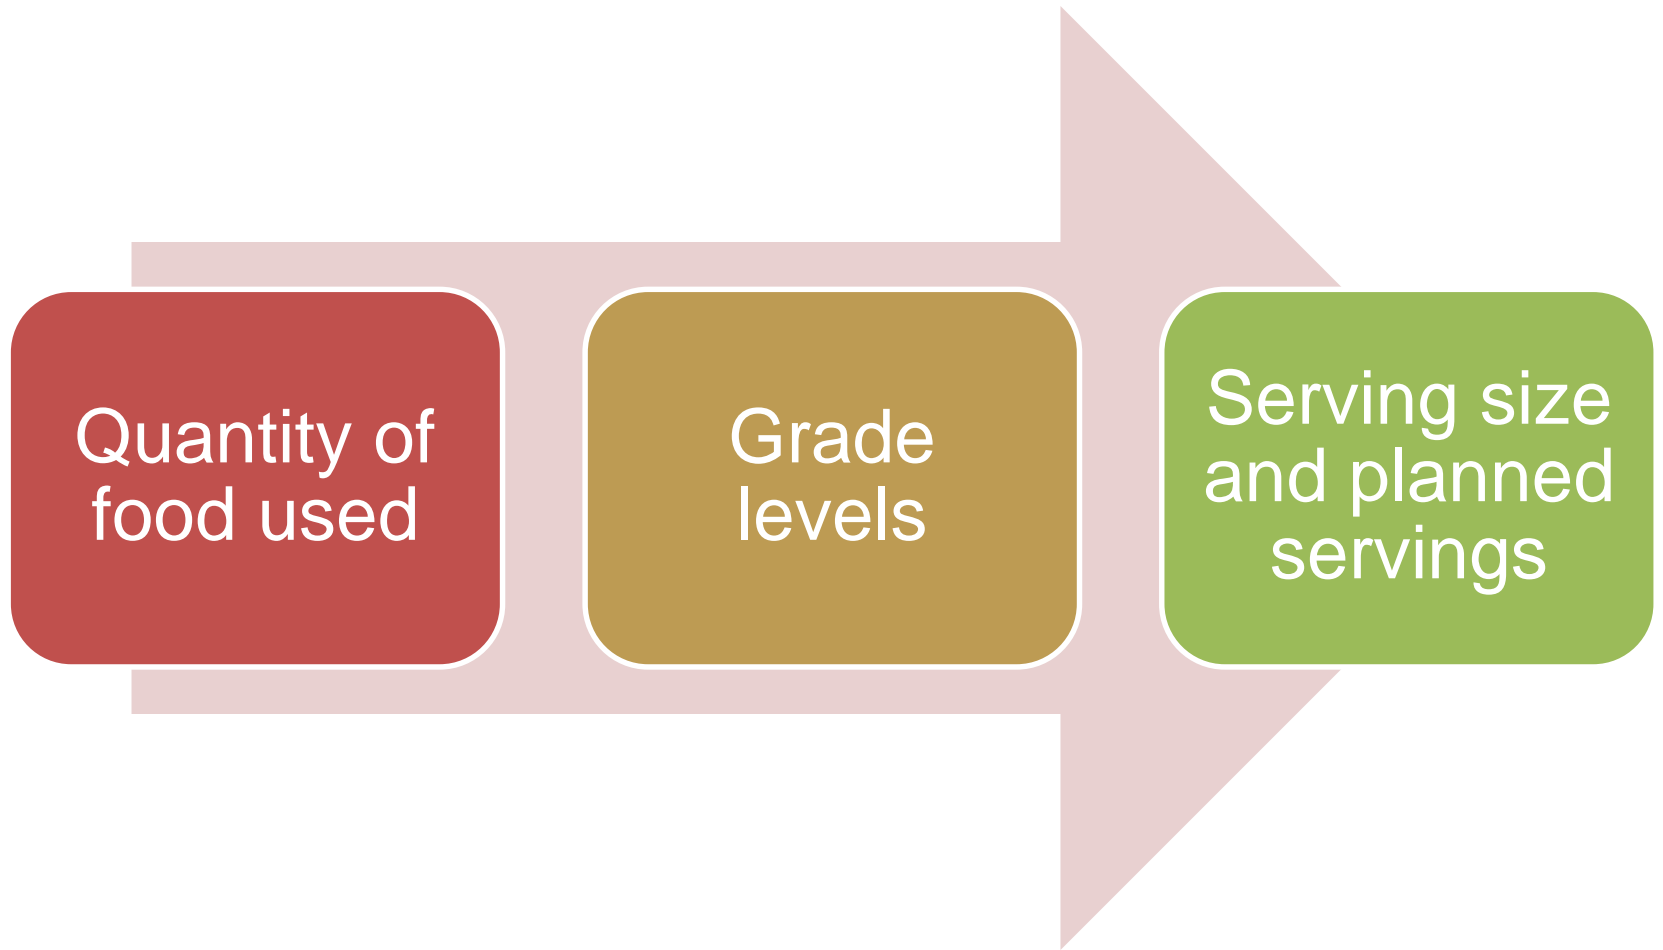 Quantity of
food used
Grade
levels
Serving size
and planned
servings